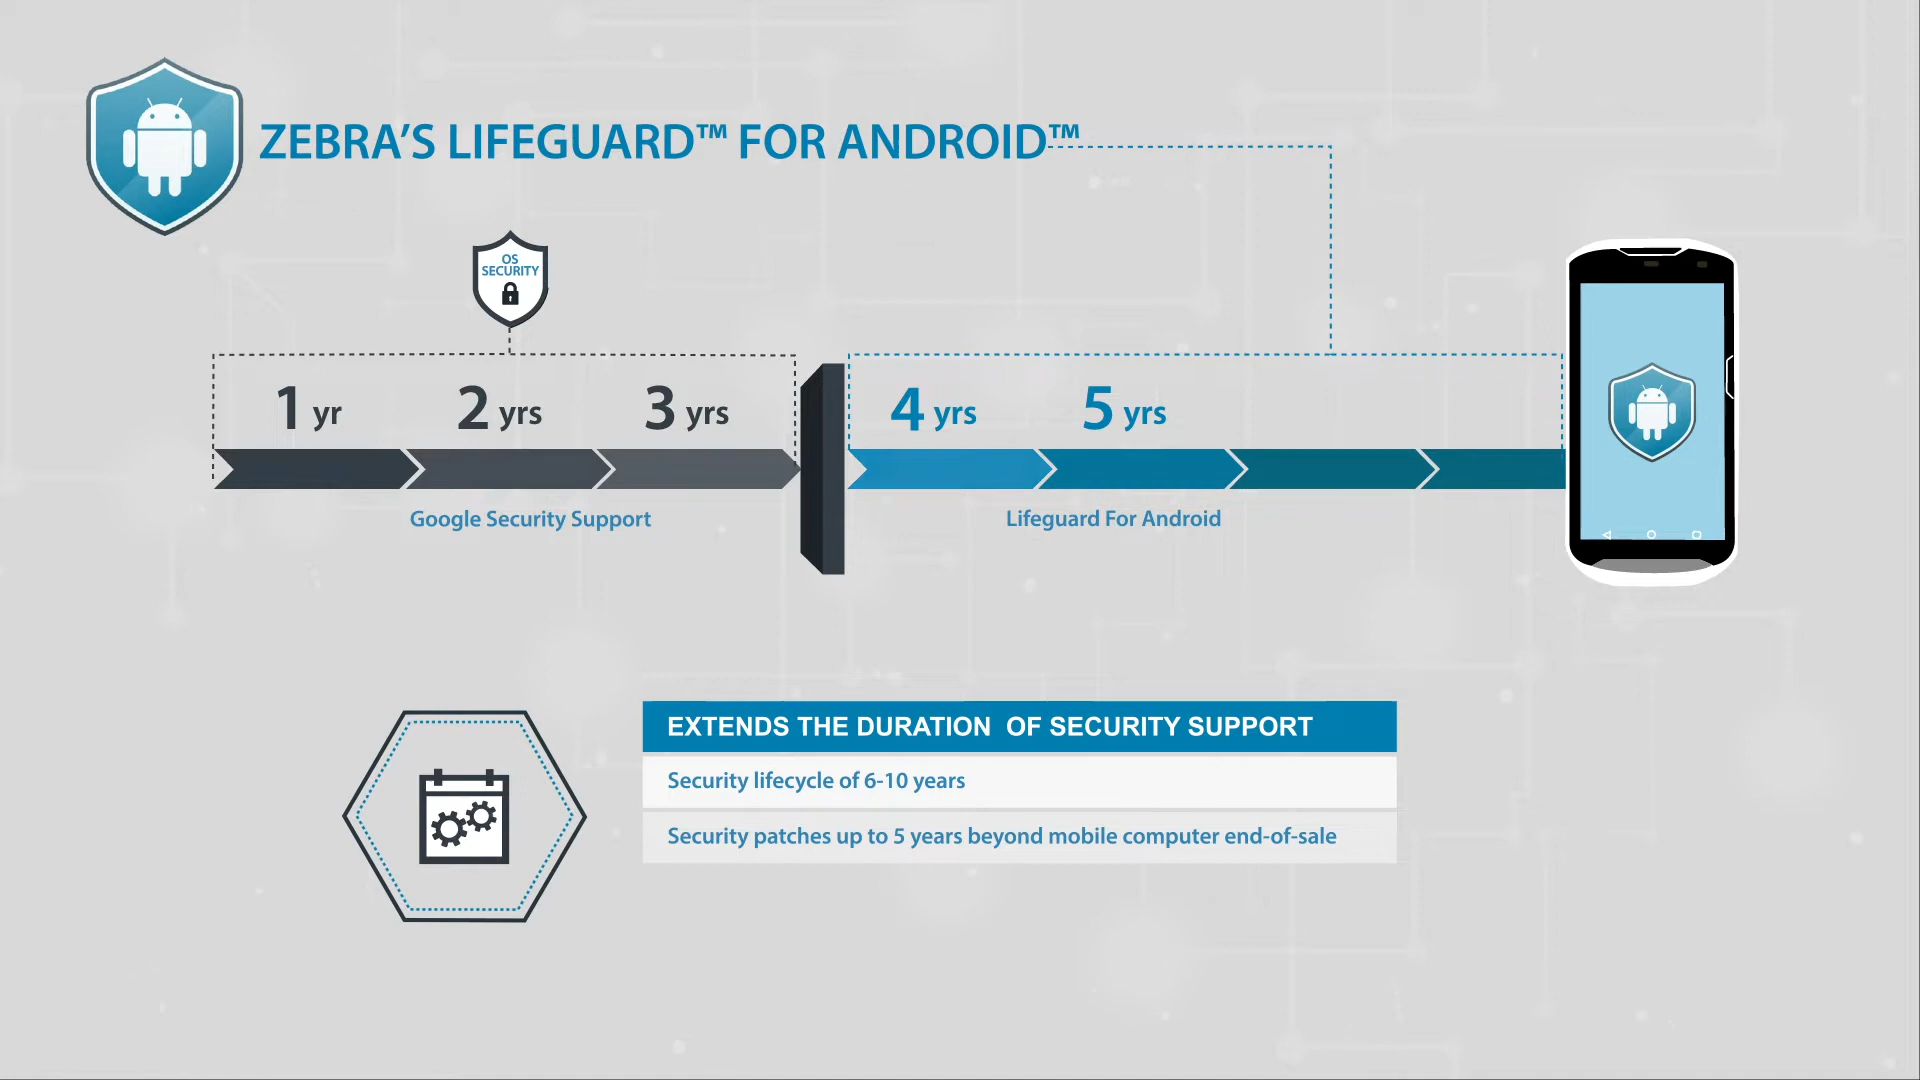 ZEBRA’S LIFEGUARD™ FOR ANDROID™
OS
SECURITY
1 yr
2 yrs
3 yrs
4 yrs
5 yrs
Google Security Support
Lifeguard For Android
EXTENDS THE DURATION OF SECURITY SUPPORT
Security lifecycle of 6-10 years
Security patches up to 5 years beyond mobile computer end-of-sale